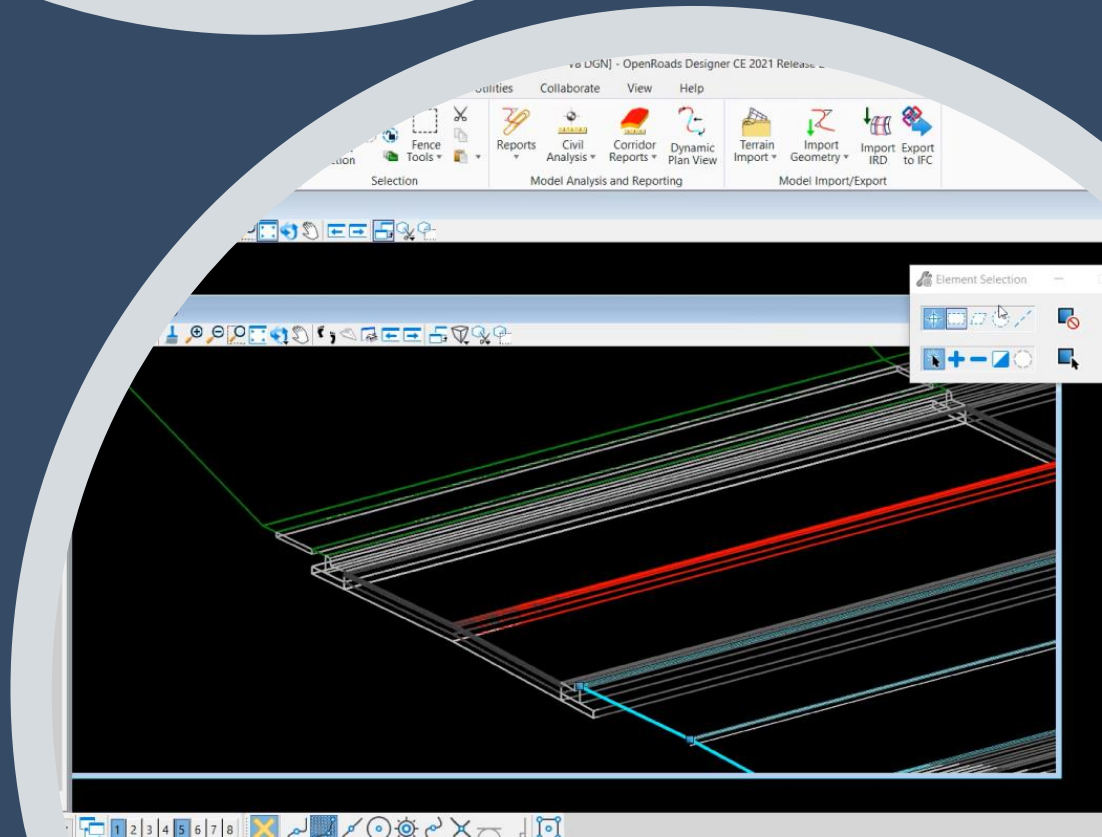 V8 DGN] - OpenRoads Designer CE 2021 Release
Utilities Collaborate View Help
Fence Tools
Reports
Civil Analysis
Corridor Reports
Dynamic Plan View
Terrain Import
Import Geometry
Import IRD
Export to IFC
Selection
Model Analysis and Reporting
Model Import/Export
Element Selection
1 2 3 4 5 6 7 8